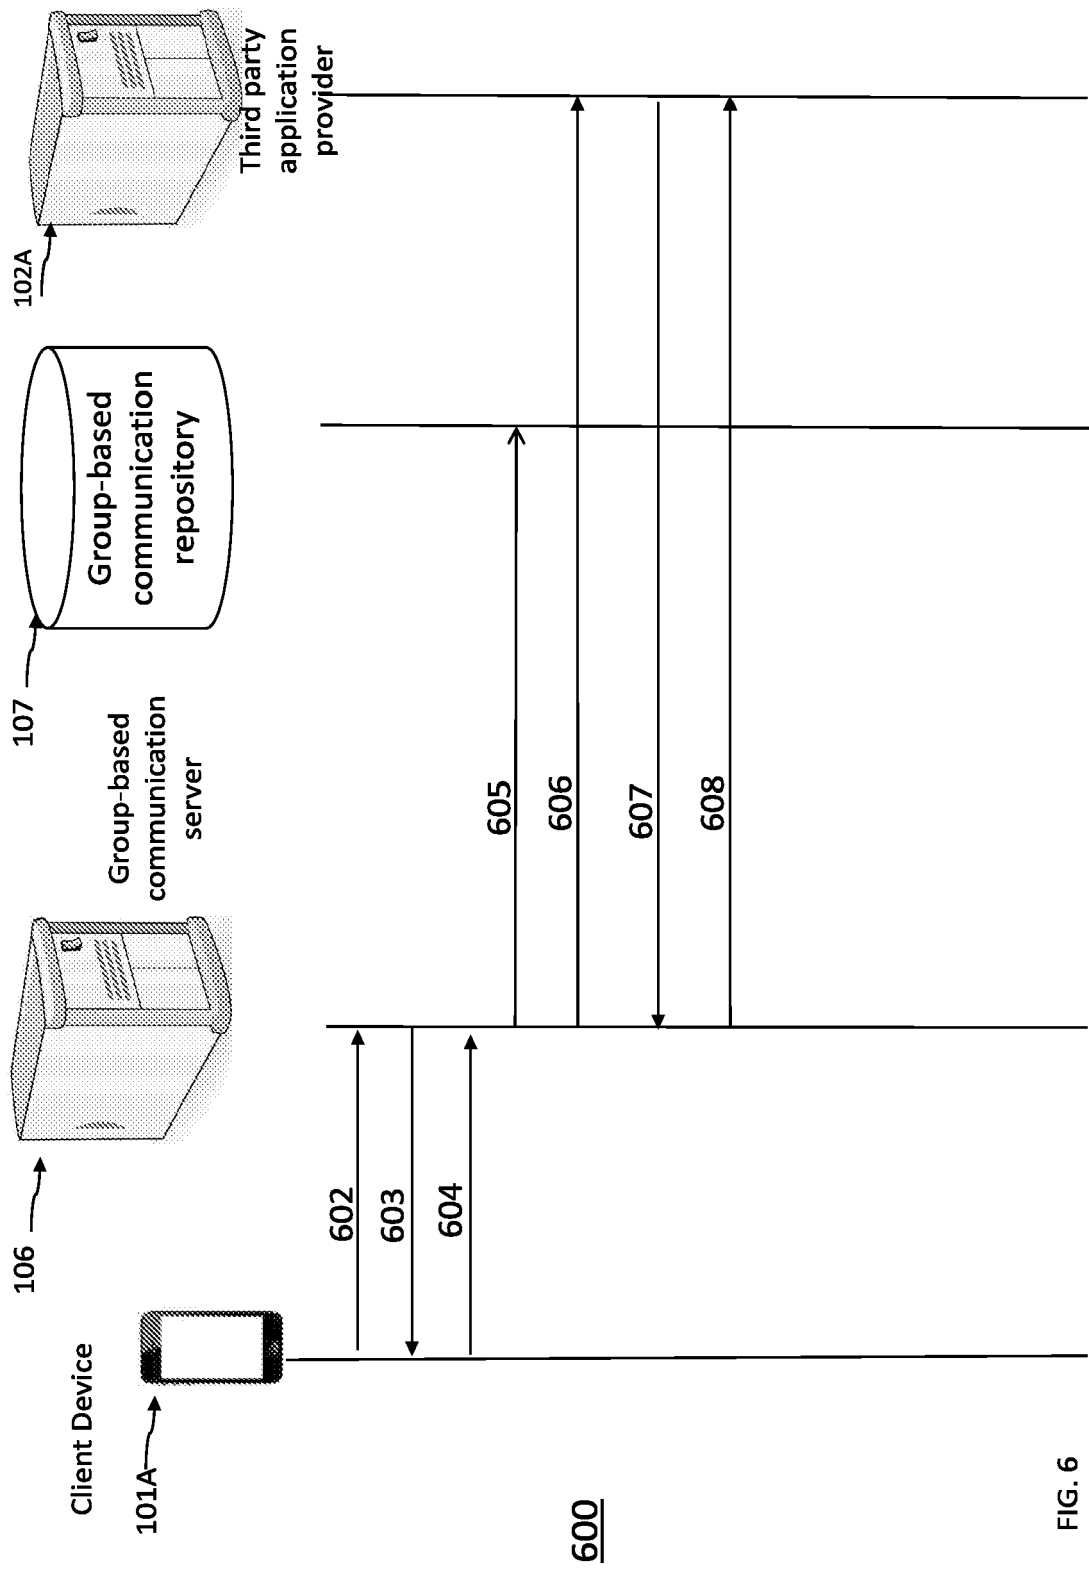 Client Device
101A
106
Group-based
communication
server
107
Group-based
communication
repository
102A
Third party
application
provider
602
603
604
605
606
607
608
600
FIG. 6